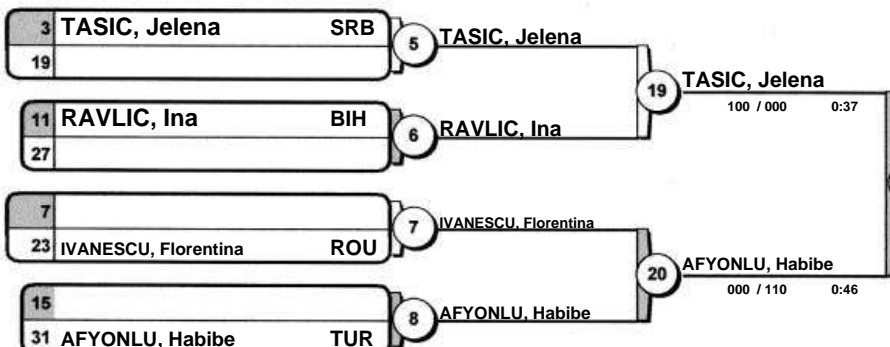 3 TASIC, Jelena SRB
19
5 TASIC, Jelena
11 RAVLIC, Ina BIH
27
6 RAVLIC, Ina
19 TASIC, Jelena
100 / 000 0:37
7
23 IVANESCU, Florentina ROU
7 IVANESCU, Florentina
15
31 AFYONLU, Habibe TUR
8 AFYONLU, Habibe
20 AFYONLU, Habibe
000 / 110 0:46